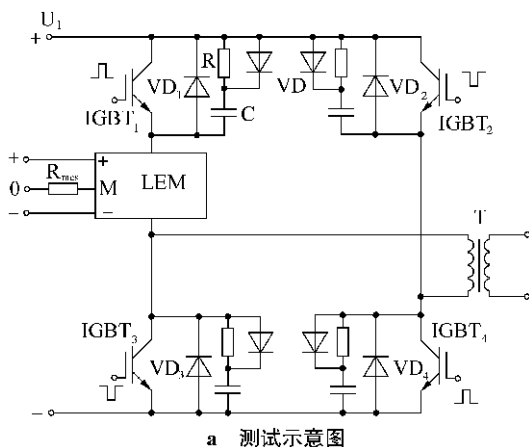 U₁
+
R
VD₁
VD
VD₂
IGBT₁
C
IGBT₂
+
+
0
Rmes
M
LEM
−
−
T
IGBT₃
IGBT₄
VD₃
VD₄
−
a 测试示意图